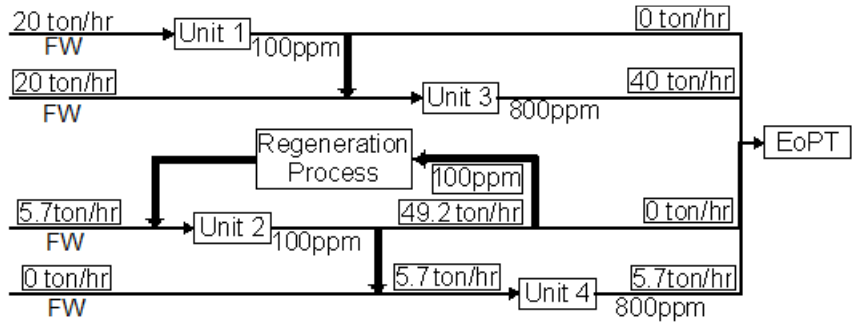 20 ton/hr
0 ton/hr
FW
Unit 1
100ppm
20 ton/hr
40 ton/hr
FW
Unit 3
800ppm
EoPT
Regeneration
Process
100ppm
5.7ton/hr
49.2 ton/hr
0 ton/hr
FW
Unit 2
100ppm
0 ton/hr
5.7 ton/hr
5.7ton/hr
FW
Unit 4
800ppm